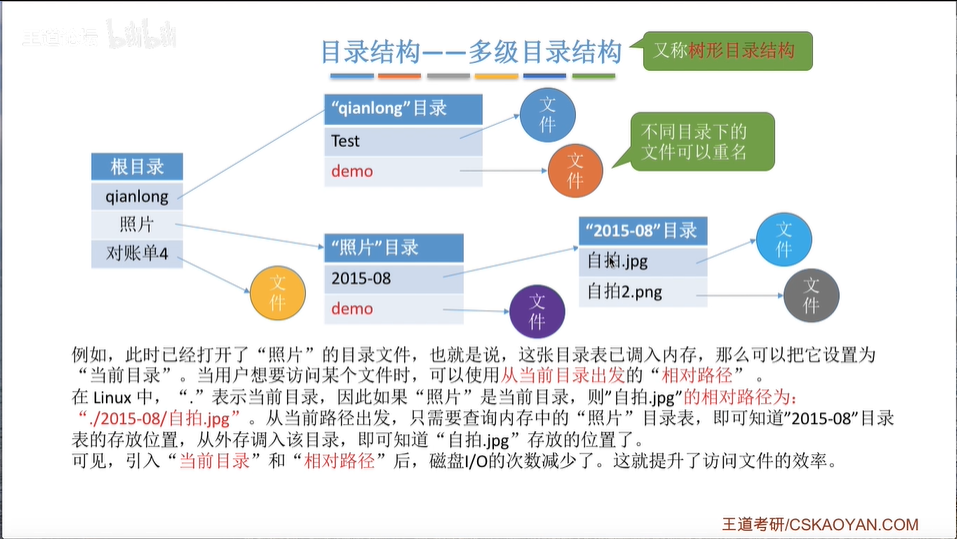 bilibili
目录结构——多级目录结构
又称树形目录结构
“qianlong”目录
Test
demo
文件
文件
不同目录下的
文件可以重名
根目录
qianlong
照片
对账单4
文件
“照片”目录
2015-08
demo
文件
“2015-08”目录
自拍.jpg
自拍2.png
文件
文件
例如，此时已经打开了“照片”的目录文件，也就是说，这张目录表已调入内存，那么可以把它设置为
“当前目录”。当用户想要访问某个文件时，可以使用从当前目录出发的“相对路径”。
在 Linux 中，“.”表示当前目录，因此如果“照片”是当前目录，则”自拍.jpg”的相对路径为：
“./2015-08/自拍.jpg”。从当前路径出发，只需要查询内存中的“照片”目录表，即可知道”2015-08”目录
表的存放位置，从外存调入该目录，即可知道“自拍.jpg”存放的位置了。
可见，引入“当前目录”和“相对路径”后，磁盘I/O的次数减少了。这就提升了访问文件的效率。
王道考研/CSKAOYAN.COM